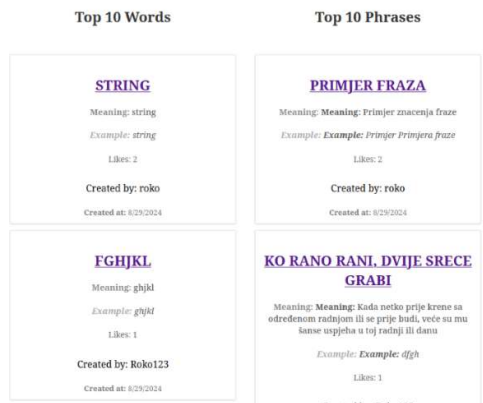 Top 10 Words
STRING
Meaning: string
Example: string
Likes: 2
Created by: roko
Created at: 8/29/2024
FGHJKL
Meaning: ghjkl
Example: ghjkl
Likes: 1
Created by: Roko123
Created at: 8/29/2024
Top 10 Phrases
PRIMJER FRAZA
Meaning: Meaning: Primjer znacenja fraze
Example: Example: Primjer Primjera fraze
Likes: 2
Created by: roko
Created at: 8/29/2024
KO RANO RANI, DVIJE SRECE
GRABI
Meaning: Meaning: Kada netko prije krene sa
određenom radnjom ili se prije budi, veće su mu
šanse uspjeha u toj radnji ili danu
Example: Example: dfgh
Likes: 1